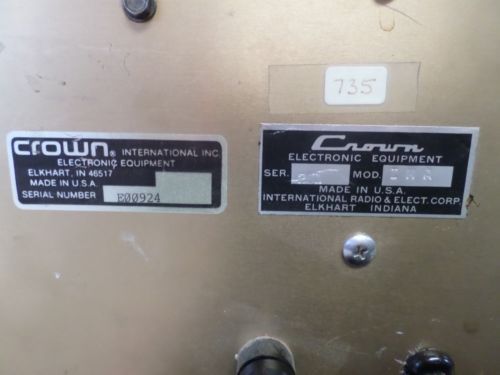 735
crown® INTERNATIONAL INC.
ELECTRONIC EQUIPMENT
ELKHART, IN 46517
MADE IN U.S.A.
SERIAL NUMBER E00924
Crown
ELECTRONIC EQUIPMENT
SER. MOD.
MADE IN U.S.A.
INTERNATIONAL RADIO & ELECT. CORP.
ELKHART INDIANA